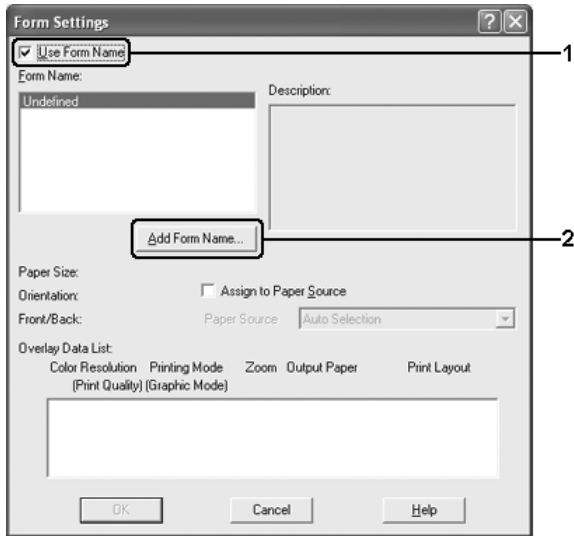 Form Settings
Use Form Name
1
Form Name:
Description:
Undefined
Add Form Name...
2
Paper Size:
Orientation:
Assign to Paper Source
Front/Back:
Paper Source
Auto Selection
Overlay Data List:
Color Resolution Printing Mode Zoom Output Paper Print Layout
(Print Quality) (Graphic Mode)
OK Cancel Help